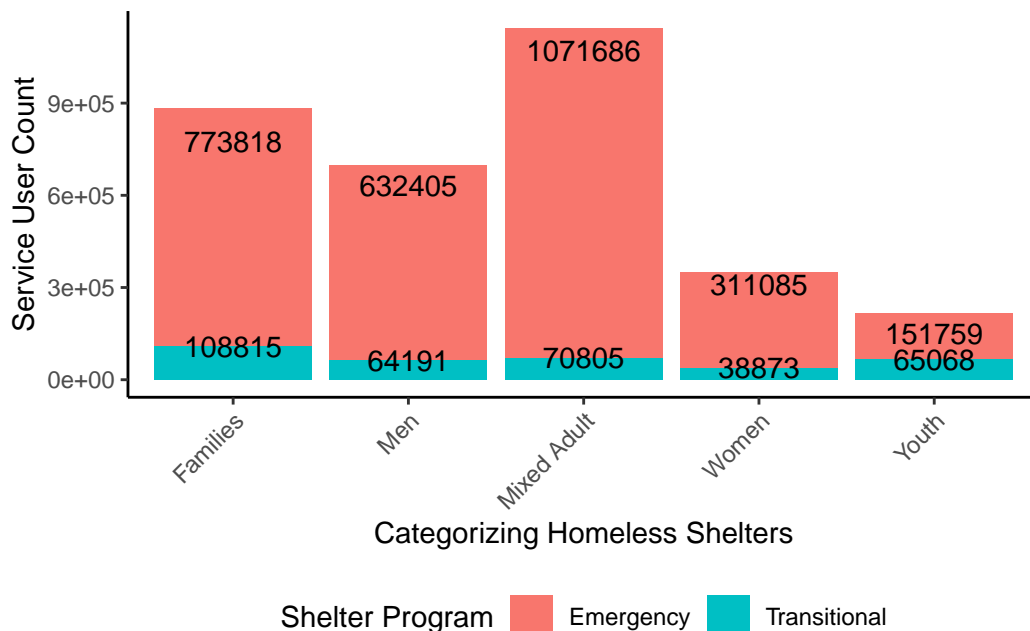 Service User Count
9e+05
6e+05
3e+05
0e+00
773818
108815
632405
64191
1071686
70805
311085
38873
151759
65068
Families
Men
Mixed Adult
Women
Youth
Categorizing Homeless Shelters
Shelter Program Emergency Transitional